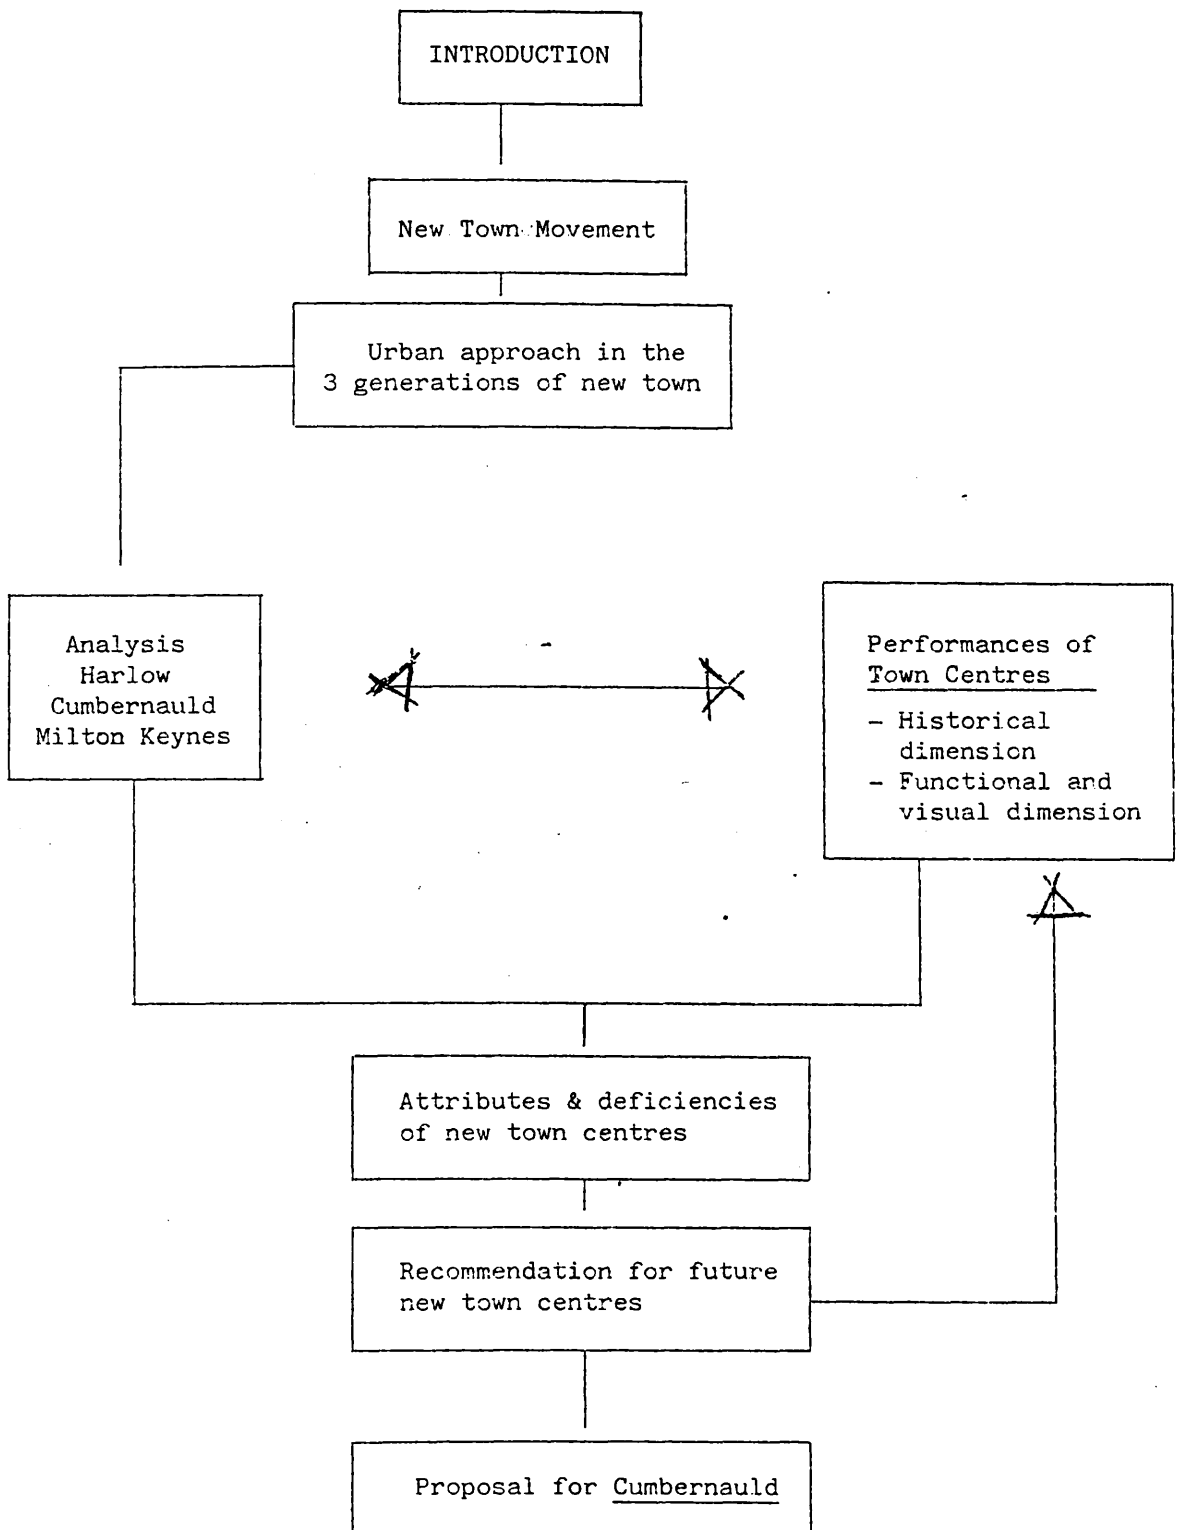 INTRODUCTION
New Town Movement
Urban approach in the
3 generations of new town
Analysis
Harlow
Cumbernauld
Milton Keynes
Performances of
Town Centres
- Historical
dimension
- Functional and
visual dimension
Attributes & deficiencies
of new town centres
Recommendation for future
new town centres
Proposal for Cumbernauld